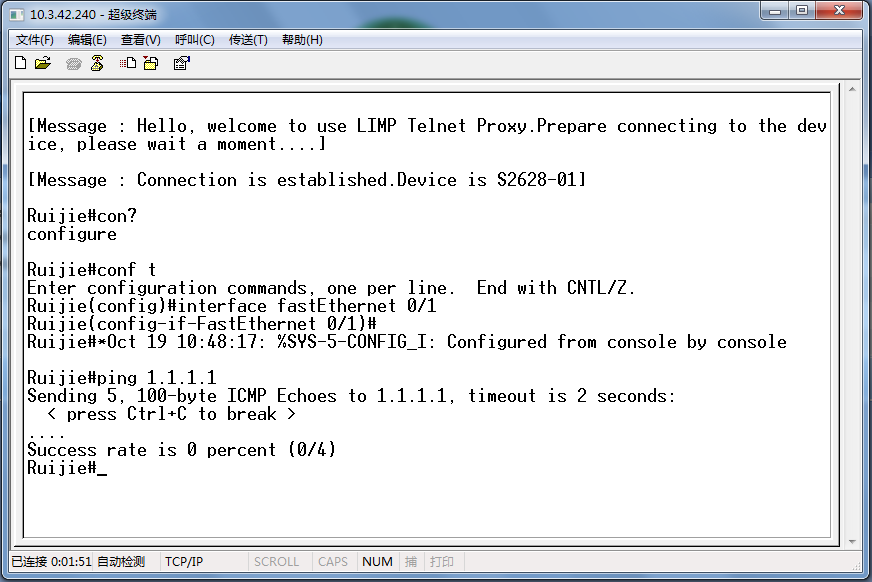 10.3.42.240 - 超级终端
文件(F) 编辑(E) 查看(V) 呼叫(C) 传送(T) 帮助(H)
[Message : Hello, welcome to use LIMP Telnet Proxy.Prepare connecting to the dev
ice, please wait a moment....]
[Message : Connection is established.Device is S2628-01]
Ruijie#con?
configure
Ruijie#conf t
Enter configuration commands, one per line.  End with CNTL/Z.
Ruijie(config)#interface fastEthernet 0/1
Ruijie(config-if-FastEthernet 0/1)#
Ruijie#*Oct 19 10:48:17: %SYS-5-CONFIG_I: Configured from console by console
Ruijie#ping 1.1.1.1
Sending 5, 100-byte ICMP Echoes to 1.1.1.1, timeout is 2 seconds:
  < press Ctrl+C to break >
....
Success rate is 0 percent (0/4)
Ruijie#_
已连接 0:01:51 自动检测 TCP/IP SCROLL CAPS NUM 捕 打印